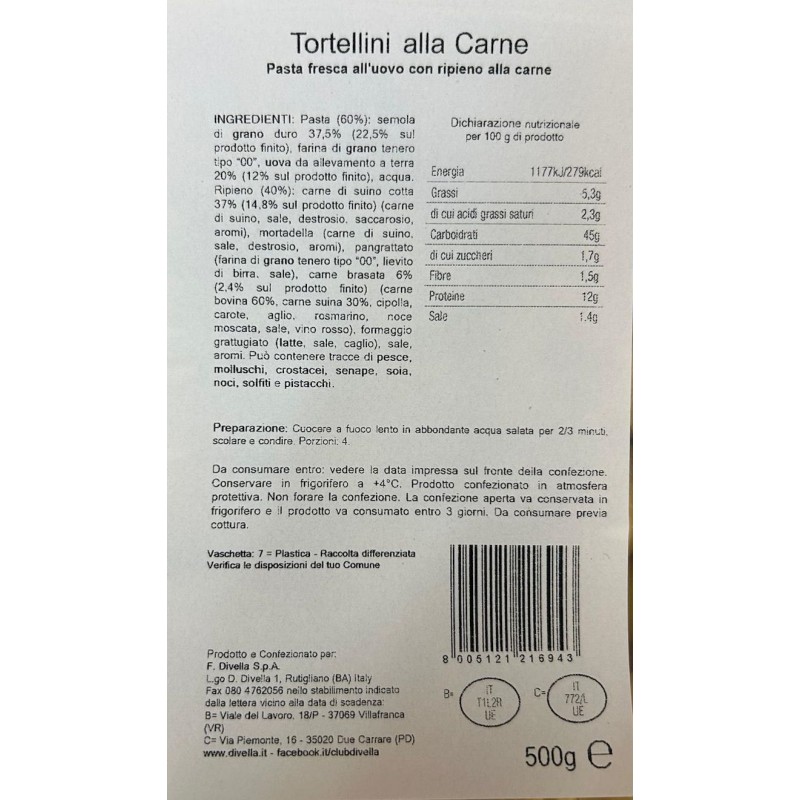 Tortellini alla Carne
Pasta fresca all'uovo con ripieno alla carne
INGREDIENTI: Pasta (60%): semola
di grano duro 37,5% (22,5% sul
prodotto finito), farina di grano tenero
tipo "00", uova da allevamento a terra
20% (12% sul prodotto finito), acqua.
Ripieno (40%): carne di suino cotta
37% (14,8% sul prodotto finito) (carne
di suino, sale, destrosio, saccarosio,
aromi), mortadella (carne di suino,
sale, destrosio, aromi), pangrattato
(farina di grano tenero tipo "00", lievito
di birra, sale), carne brasata 6%
(2,4% sul prodotto finito) (carne
bovina 60%, carne suina 30%, cipolla,
carote, aglio, rosmarino, noce
moscata, sale, vino rosso), formaggio
grattugiato (latte, sale, caglio), sale,
aromi. Può contenere tracce di pesce,
molluschi, crostacei, senape, soia,
noci, solfiti e pistacchi.
Dichiarazione nutrizionale
per 100 g di prodotto
Energia 1177kJ/279kcal
Grassi 5,3g
di cui acidi grassi saturi 2,3g
Carboidrati 45g
di cui zuccheri 1,7g
Fibre 1,5g
Proteine 12g
Sale 1.4g
Preparazione: Cuocere a fuoco lento in abbondante acqua salata per 2/3 minuti,
scolare e condire. Porzioni: 4.
Da consumare entro: vedere la data impressa sul fronte della confezione.
Conservare in frigorifero a +4°C. Prodotto confezionato in atmosfera
protettiva. Non forare la confezione. La confezione aperta va conservata in
frigorifero e il prodotto va consumato entro 3 giorni. Da consumare previa
cottura.
Vaschetta: 7 = Plastica - Raccolta differenziata
Verifica le disposizioni del tuo Comune
8 005121 216943
Prodotto e Confezionato per:
F. Divella S.p.A.
L.go D. Divella 1, Rutigliano (BA) Italy
Fax 080 4762056 nello stabilimento indicato
dalla lettera vicino alla data di scadenza:
B= Viale del Lavoro, 18/P - 37069 Villafranca
(VR)
C= Via Piemonte, 16 - 35020 Due Carrare (PD)
www.divella.it - facebook.it/clubdivella
B= IT
T1L2R
UE
C= IT
772/L
UE
500g e